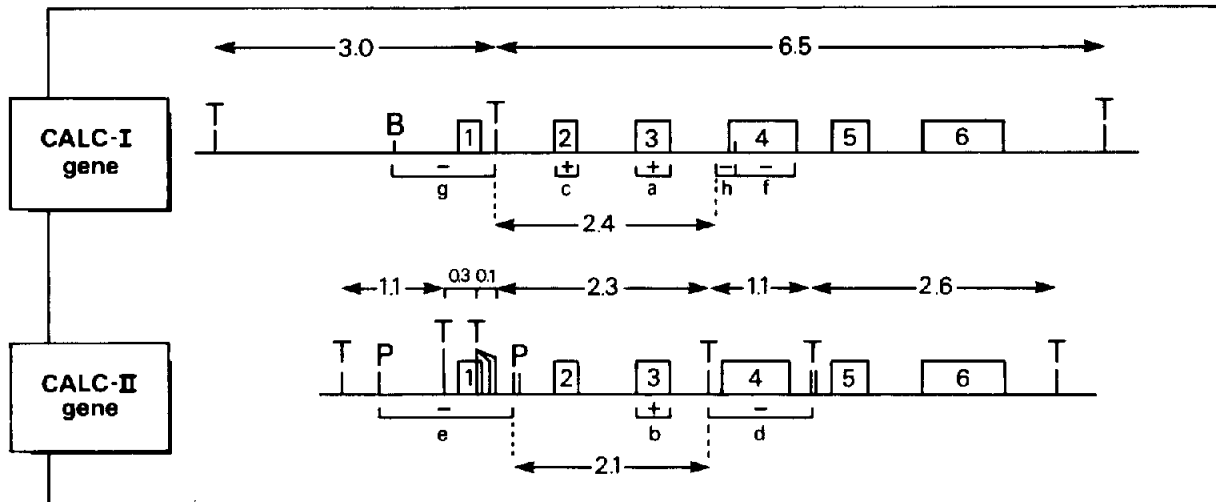 3.0 6.5
T B T T
CALC-I
gene
1 2 3 4 5 6
− + + − −
g c a h f
2.4
1.1 0.3 0.1 2.3 1.1 2.6
T P T T P T T T
CALC-II
gene
1 2 3 4 5 6
− + −
e b d
2.1